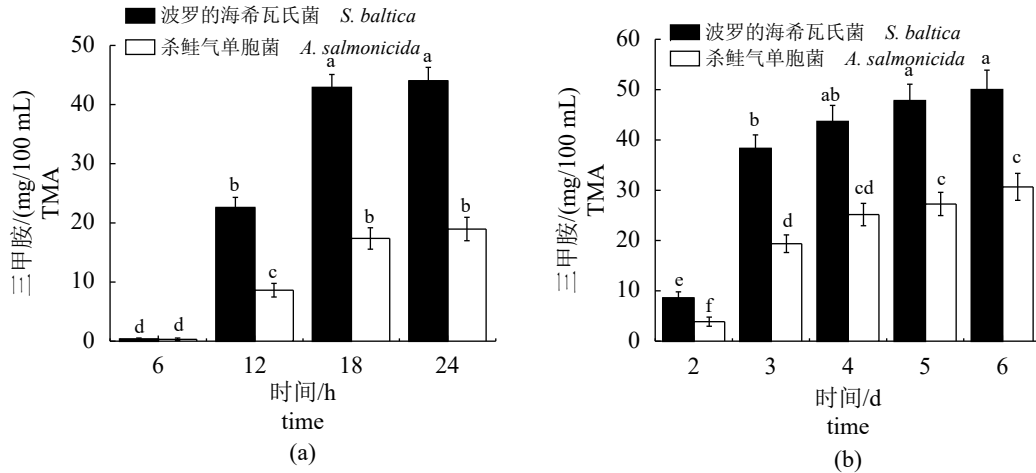 波罗的海希瓦氏菌 S. baltica
杀鲑气单胞菌 A. salmonicida
三甲胺/(mg/100 mL)
TMA
50
40
30
20
10
0
d
d
b
c
a
b
a
b
6
12
18
24
时间/h
time
(a)
波罗的海希瓦氏菌 S. baltica
杀鲑气单胞菌 A. salmonicida
三甲胺/(mg/100 mL)
TMA
60
50
40
30
20
10
0
e
f
b
d
ab
cd
a
c
a
c
2
3
4
5
6
时间/d
time
(b)